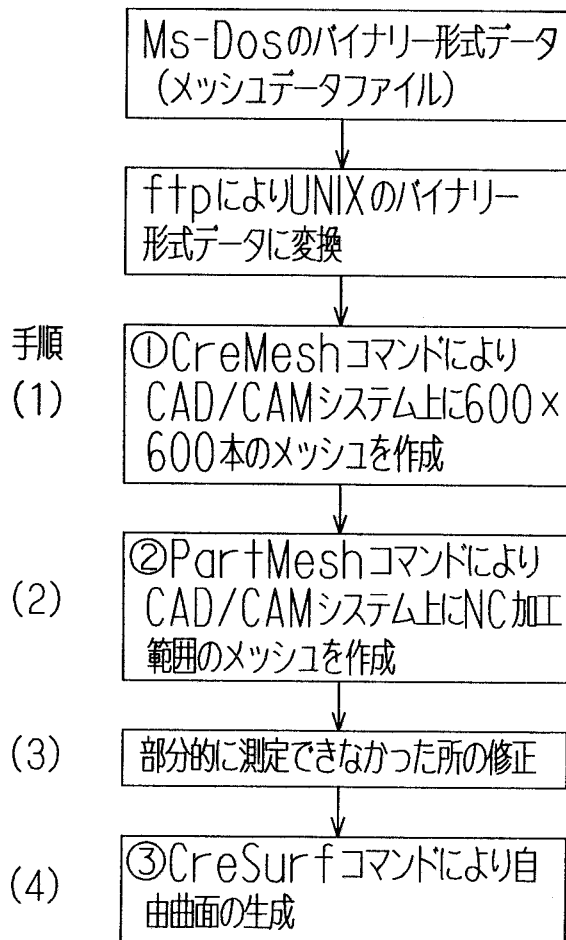 Ms-Dosのバイナリー形式データ
(メッシュデータファイル)
ftpによりUNIXのバイナリー
形式データに変換
手順
(1)
①CreMeshコマンドにより
CAD/CAMシステム上に600×
600本のメッシュを作成
(2)
②PartMeshコマンドにより
CAD/CAMシステム上にNC加工
範囲のメッシュを作成
(3)
部分的に測定できなかった所の修正
(4)
③CreSurfコマンドにより自
由曲面の生成